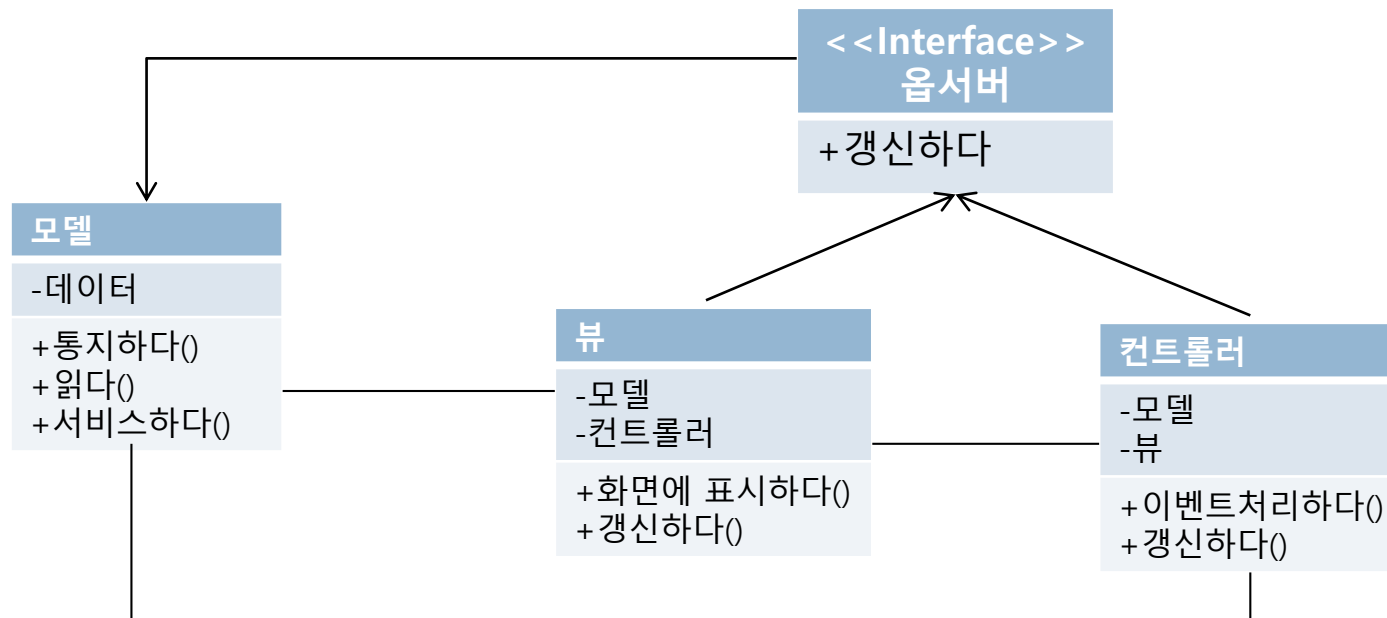 <<Interface>>
옵서버
+갱신하다
모델
-데이터
+통지하다()
+읽다()
+서비스하다()
뷰
-모델
-컨트롤러
+화면에 표시하다()
+갱신하다()
컨트롤러
-모델
-뷰
+이벤트처리하다()
+갱신하다()